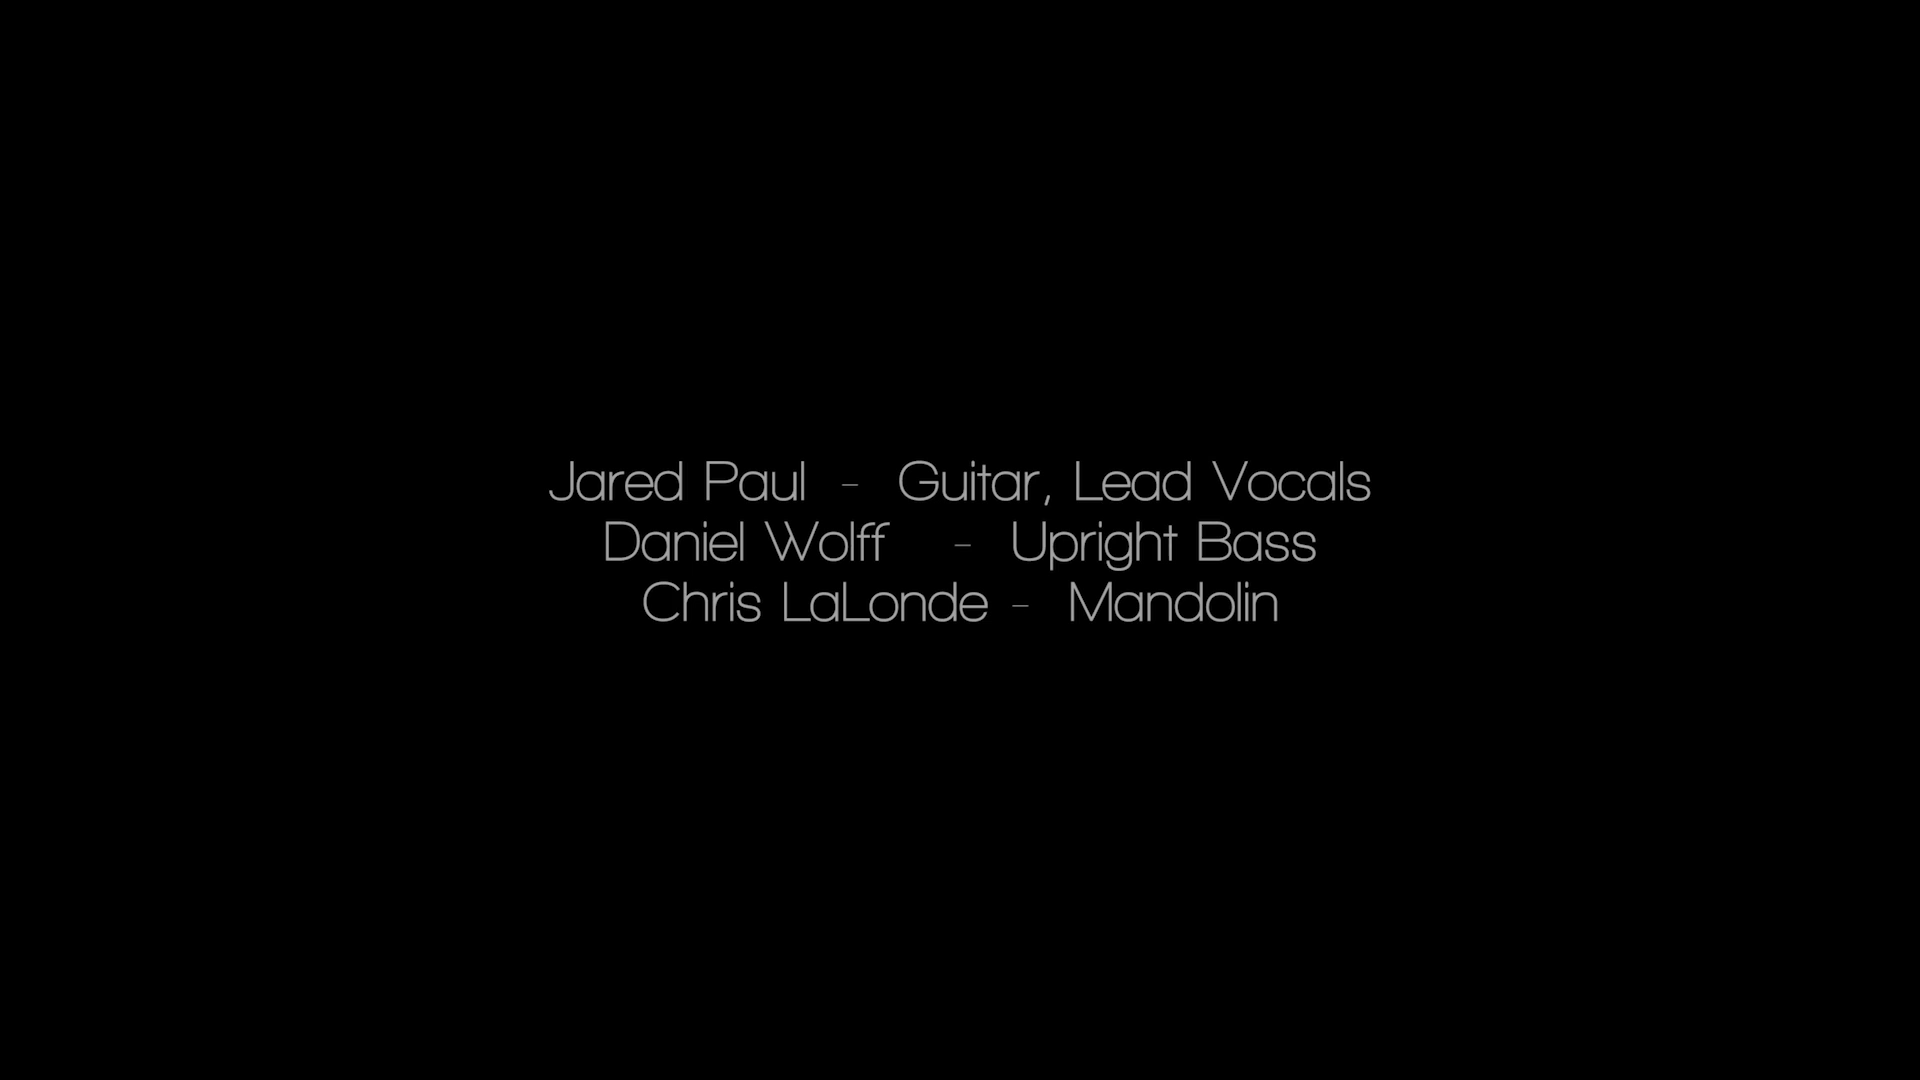 Jared Paul - Guitar, Lead Vocals
Daniel Wolff - Upright Bass
Chris LaLonde - Mandolin